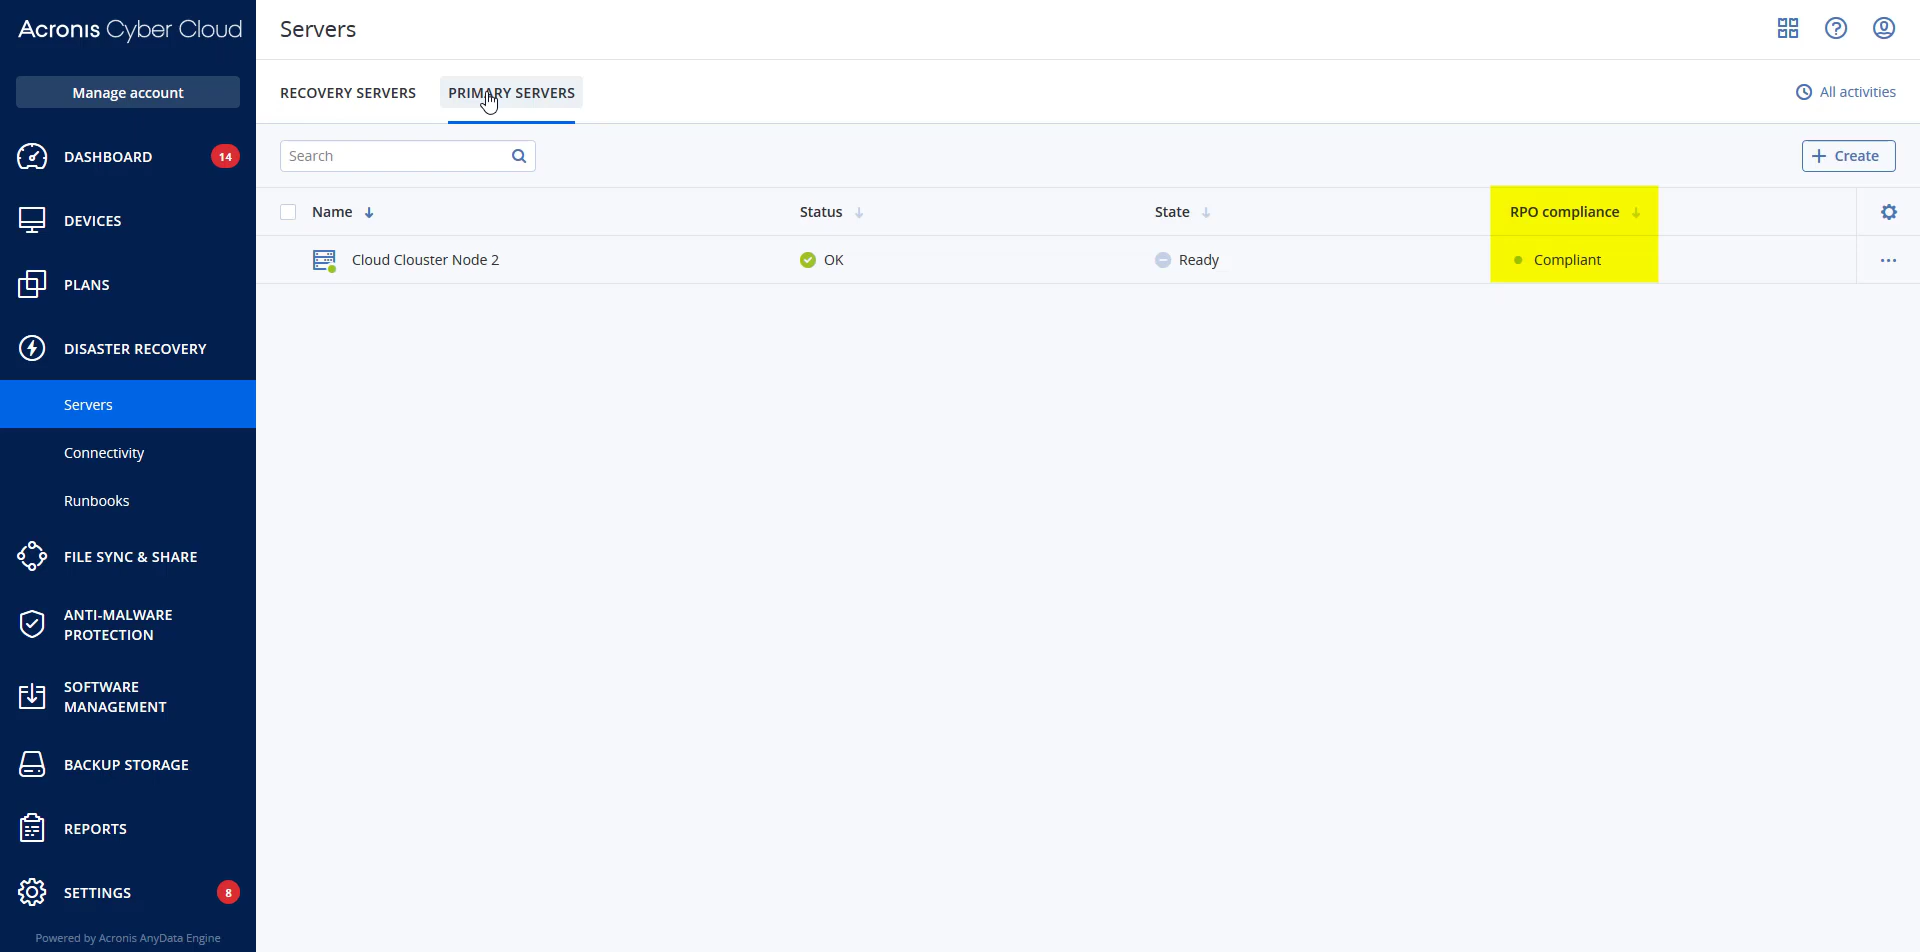 Acronis Cyber Cloud
Servers
Manage account
RECOVERY SERVERS
PRIMARY SERVERS
All activities
DASHBOARD
14
Search
Create
DEVICES
Name
Status
State
RPO compliance
Cloud Clouster Node 2
OK
Ready
Compliant
PLANS
DISASTER RECOVERY
Servers
Connectivity
Runbooks
FILE SYNC & SHARE
ANTI-MALWARE
PROTECTION
SOFTWARE
MANAGEMENT
BACKUP STORAGE
REPORTS
SETTINGS
8
Powered by Acronis AnyData Engine